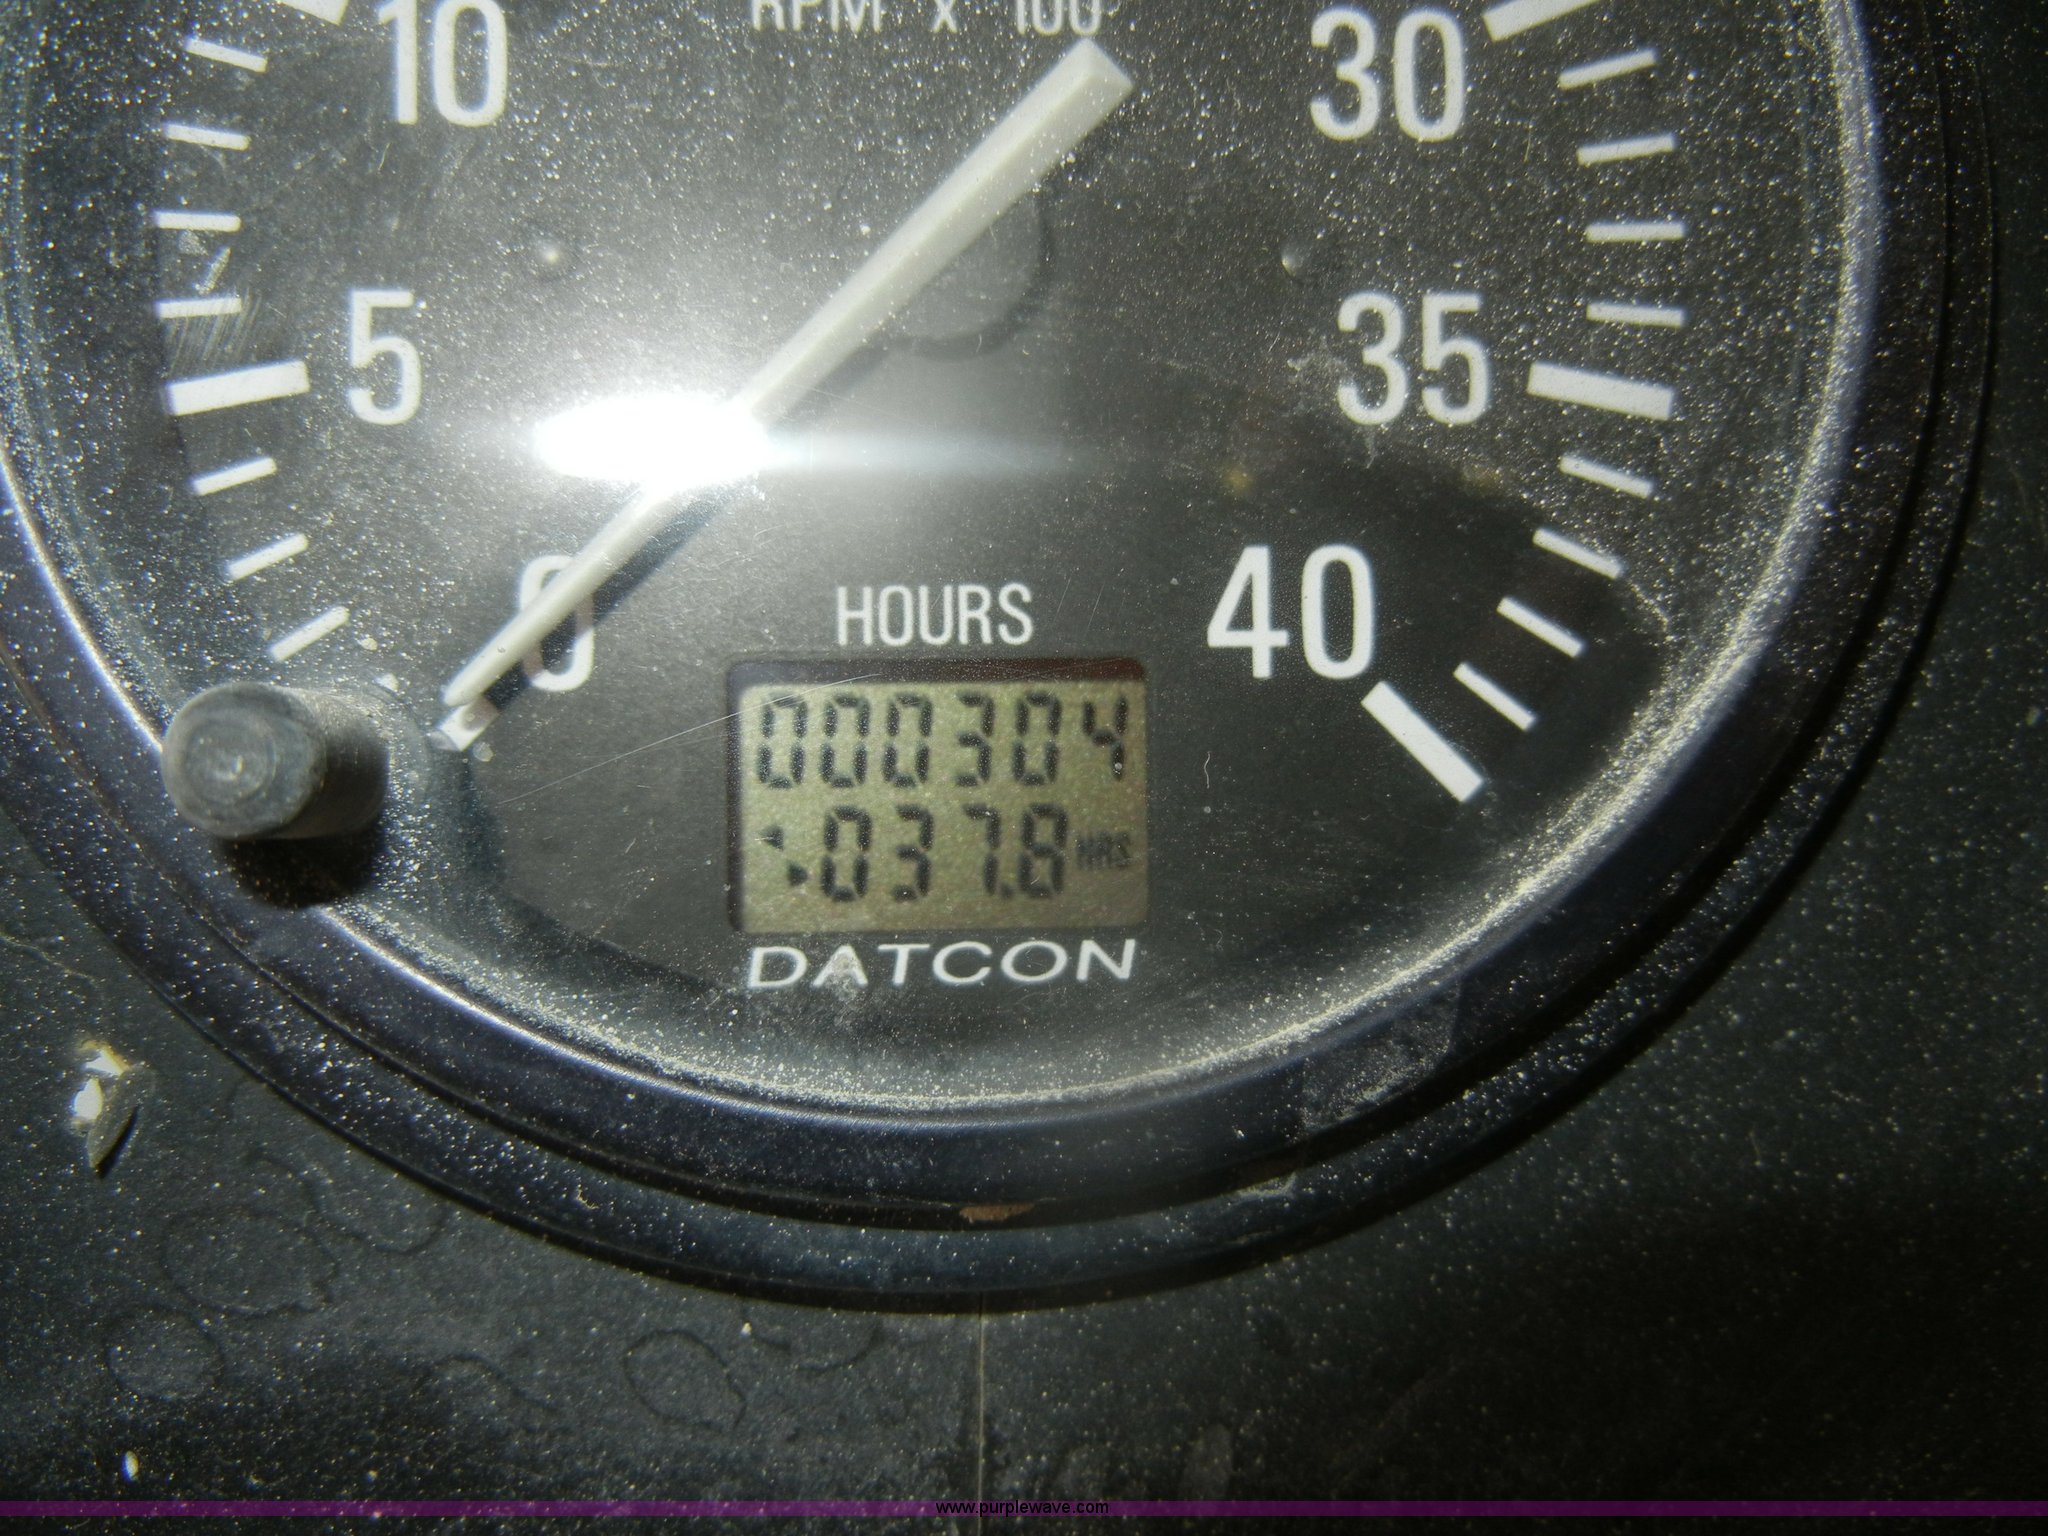 RPM x 100
10
30
5
35
0
HOURS
40
000304
037.8 HRS
DATCON
www.purplewave.com